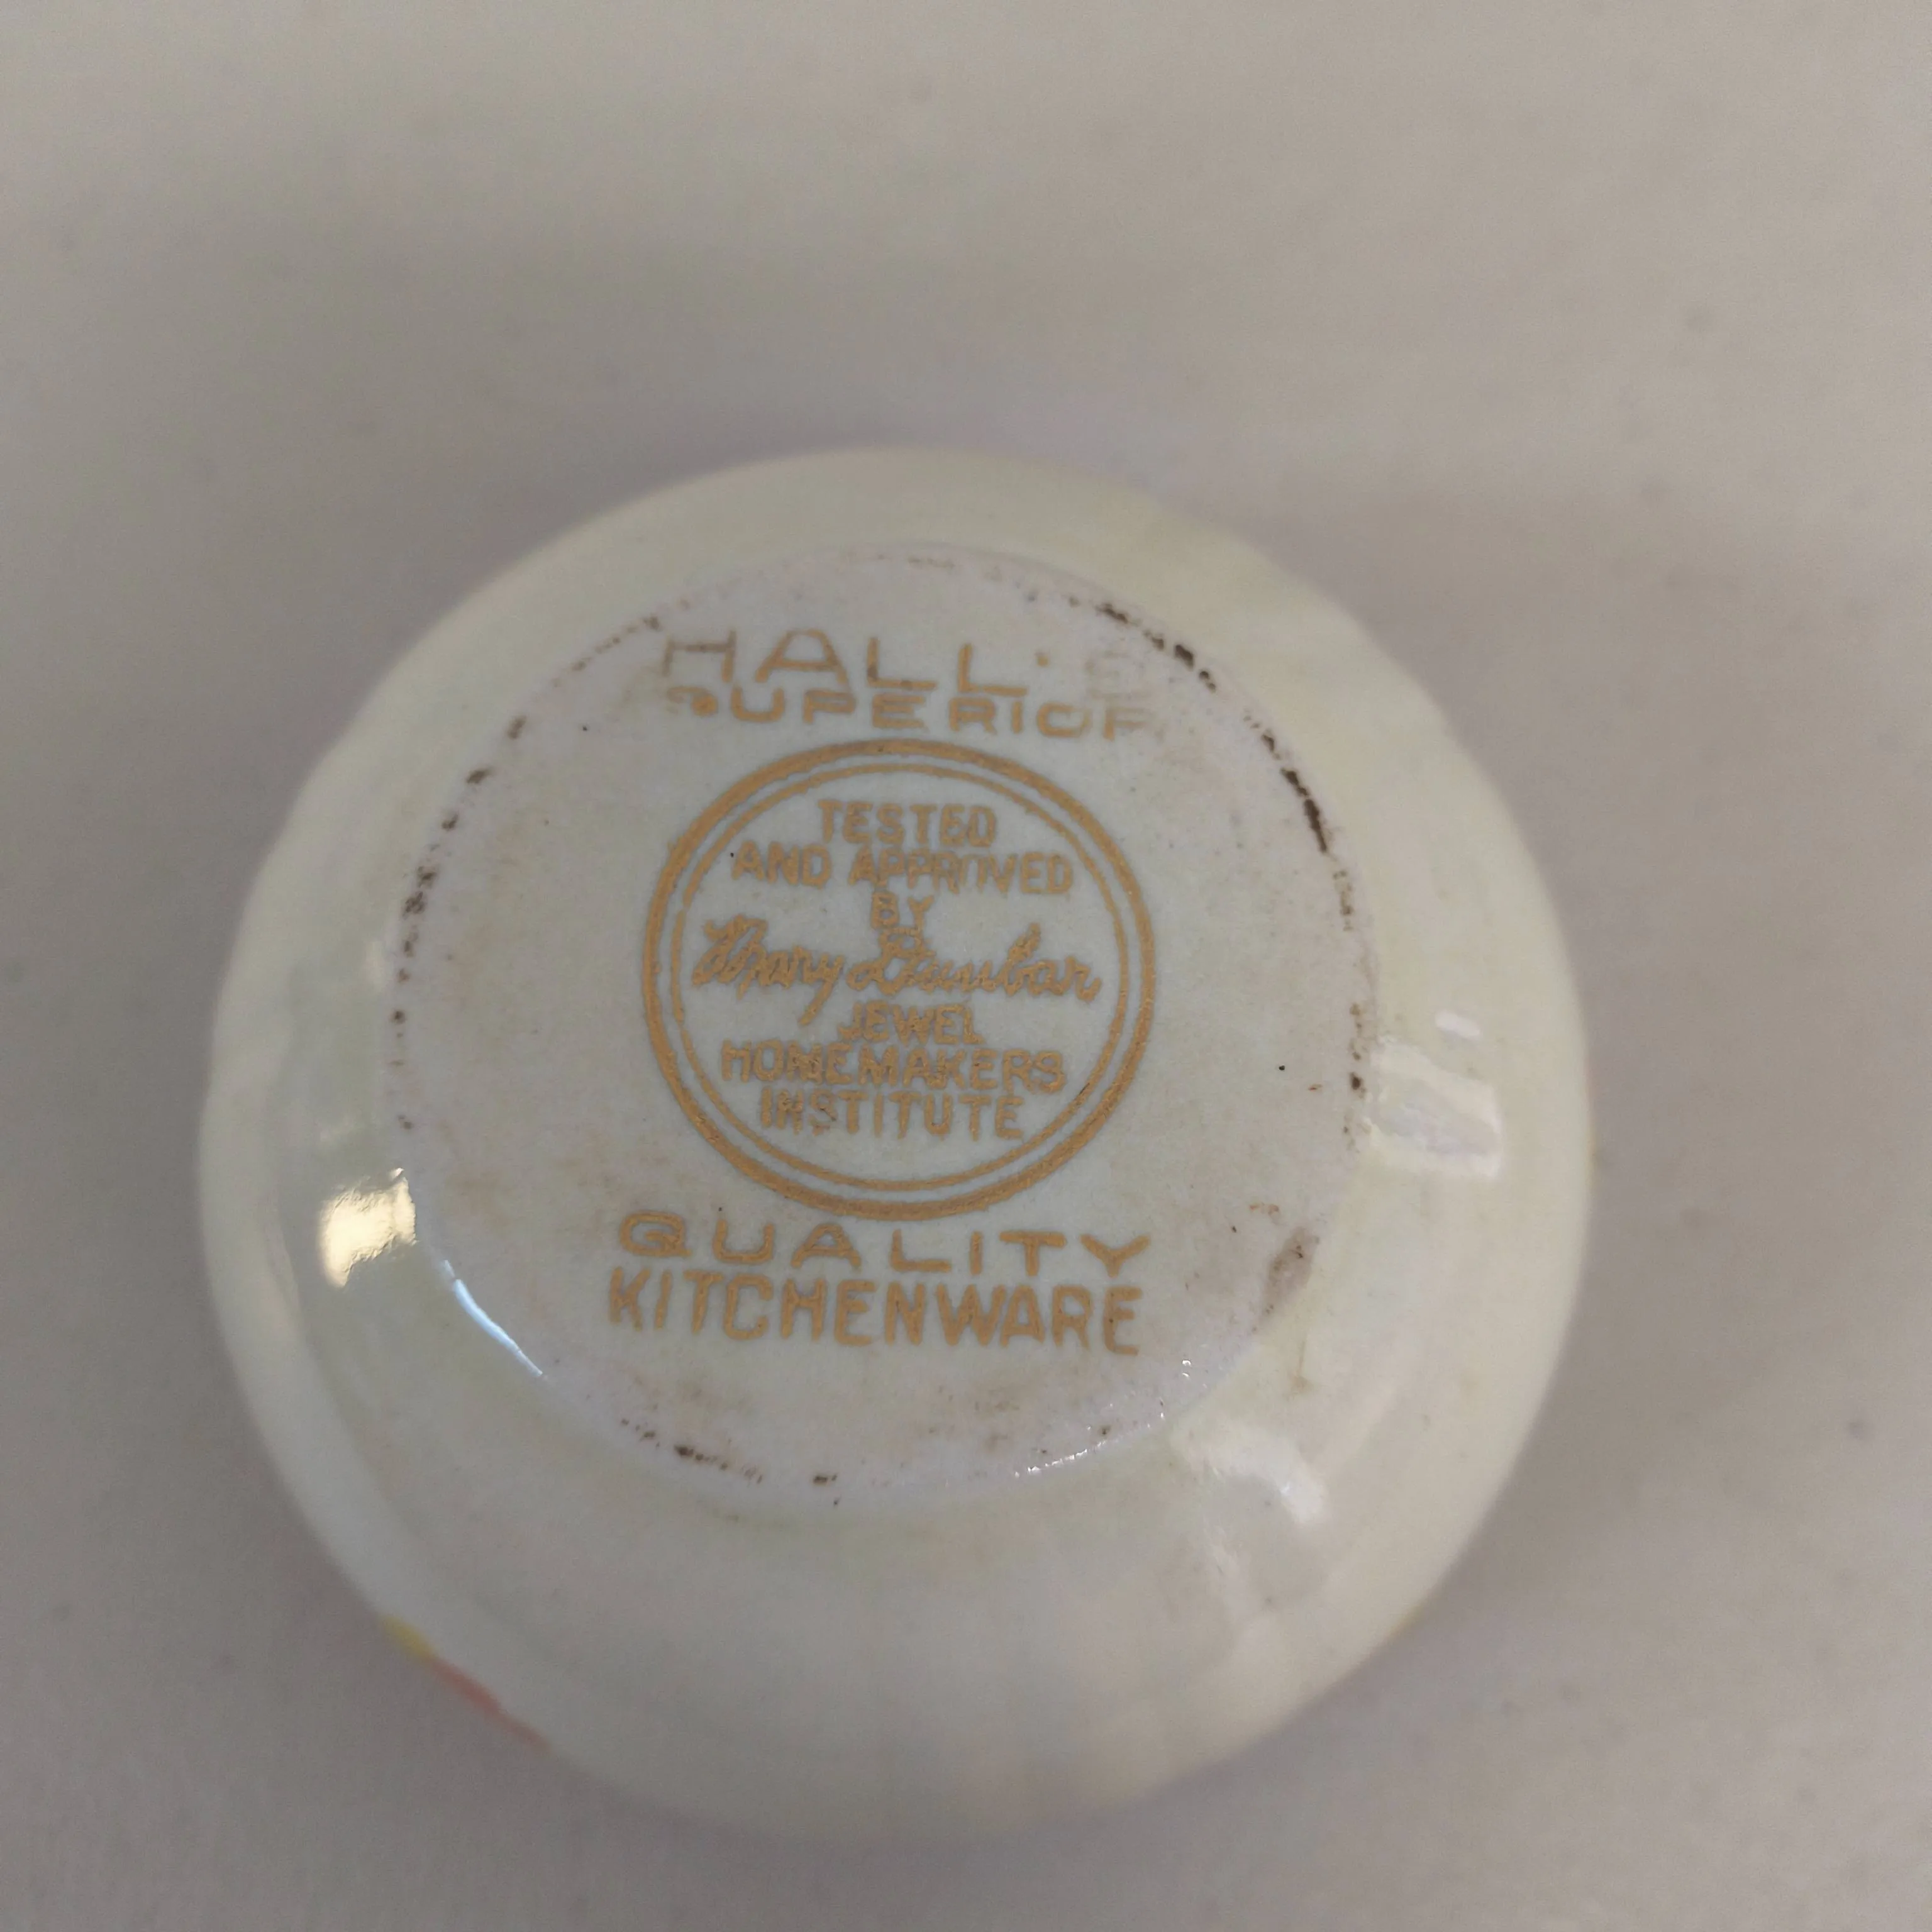 HALL'S
SUPERIOR
TESTED
AND APPROVED
BY
Mary Dunbar
JEWEL
HOMEMAKERS
INSTITUTE
QUALITY
KITCHENWARE